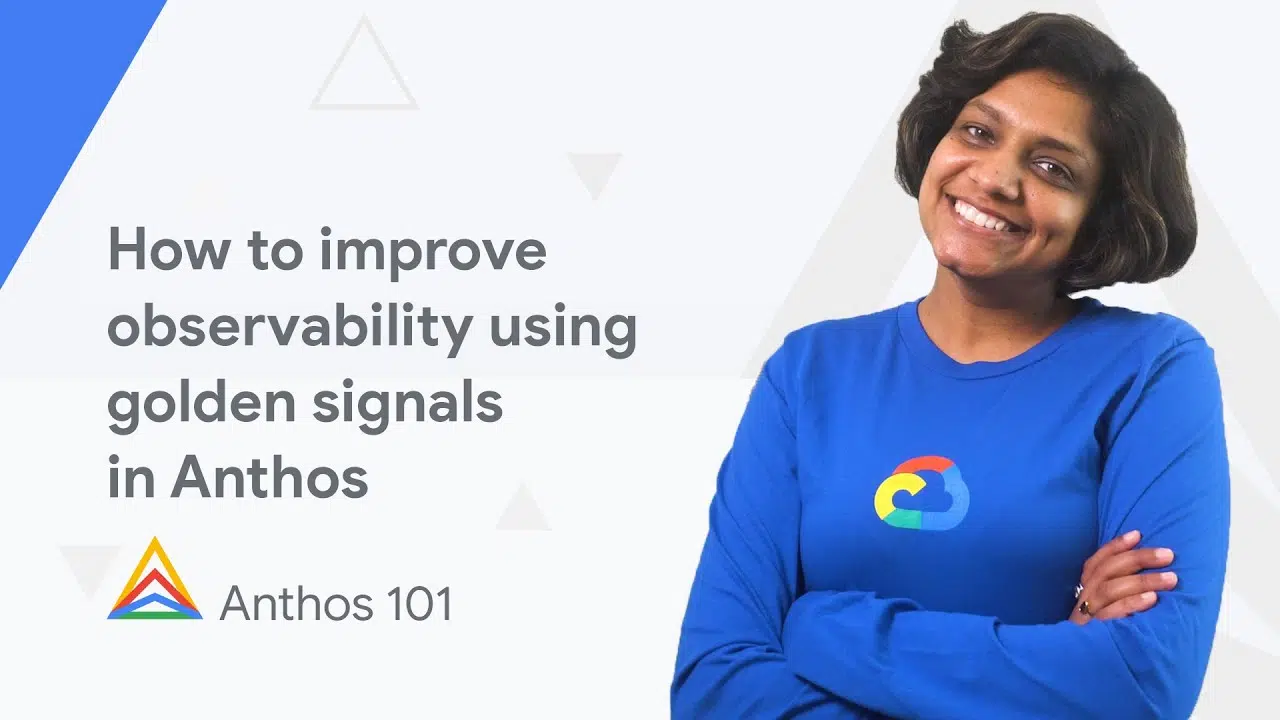 How to improve
observability using
golden signals
in Anthos
Anthos 101